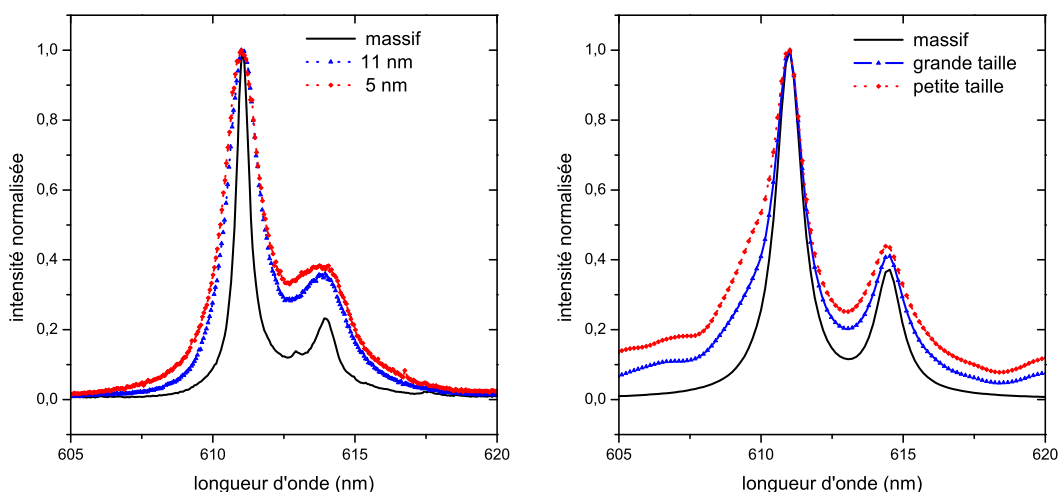 massif
11 nm
5 nm
1,0
0,8
0,6
0,4
0,2
0,0
intensité normalisée
605
610
615
620
longueur d'onde (nm)
massif
grande taille
petite taille
1,0
0,8
0,6
0,4
0,2
0,0
intensité normalisée
605
610
615
620
longueur d'onde (nm)